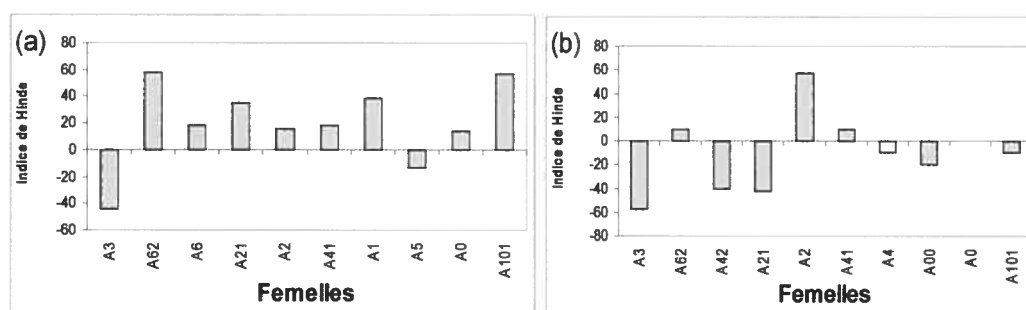 (a)
Indice de Hinde
80
60
40
20
0
-20
-40
-60
A3 A62 A6 A21 A2 A41 A1 A5 A0 A101
Femelles
(b)
Indice de Hinde
80
60
40
20
0
-20
-40
-60
-80
A3 A62 A42 A21 A2 A41 A4 A00 A0 A101
Femelles